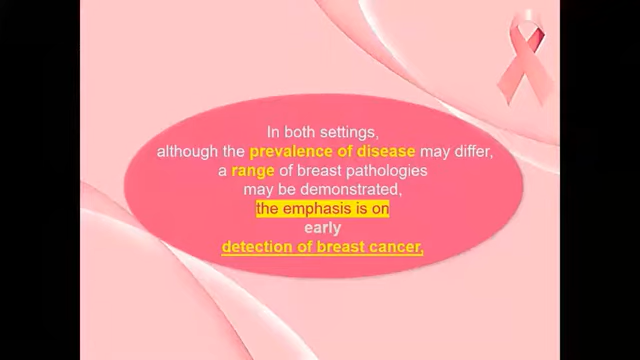 In both settings,
although the prevalence of disease may differ,
a range of breast pathologies
may be demonstrated,
the emphasis is on
early
detection of breast cancer,